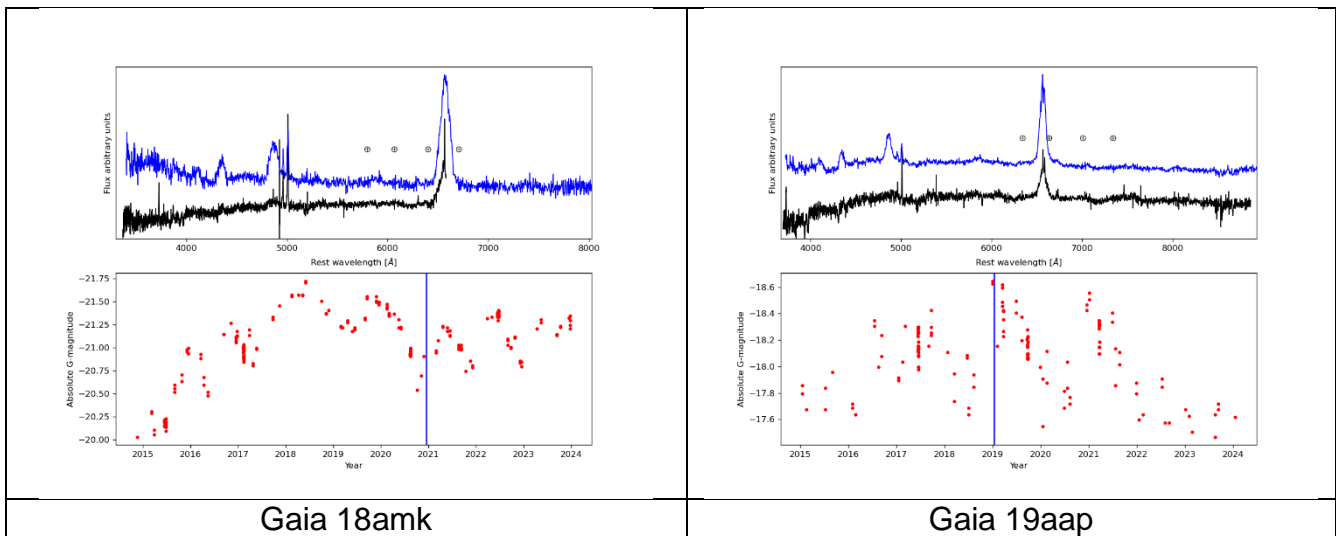 Flux arbitrary units
4000 5000 6000 7000 8000
Rest wavelength [Å]
Absolute G-magnitude
−21.75
−21.50
−21.25
−21.00
−20.75
−20.50
−20.25
−20.00
2015 2016 2017 2018 2019 2020 2021 2022 2023 2024
Year
Gaia 18amk
Flux arbitrary units
4000 5000 6000 7000 8000
Rest wavelength [Å]
Absolute G-magnitude
−18.6
−18.4
−18.2
−18.0
−17.8
−17.6
2015 2016 2017 2018 2019 2020 2021 2022 2023 2024
Year
Gaia 19aap